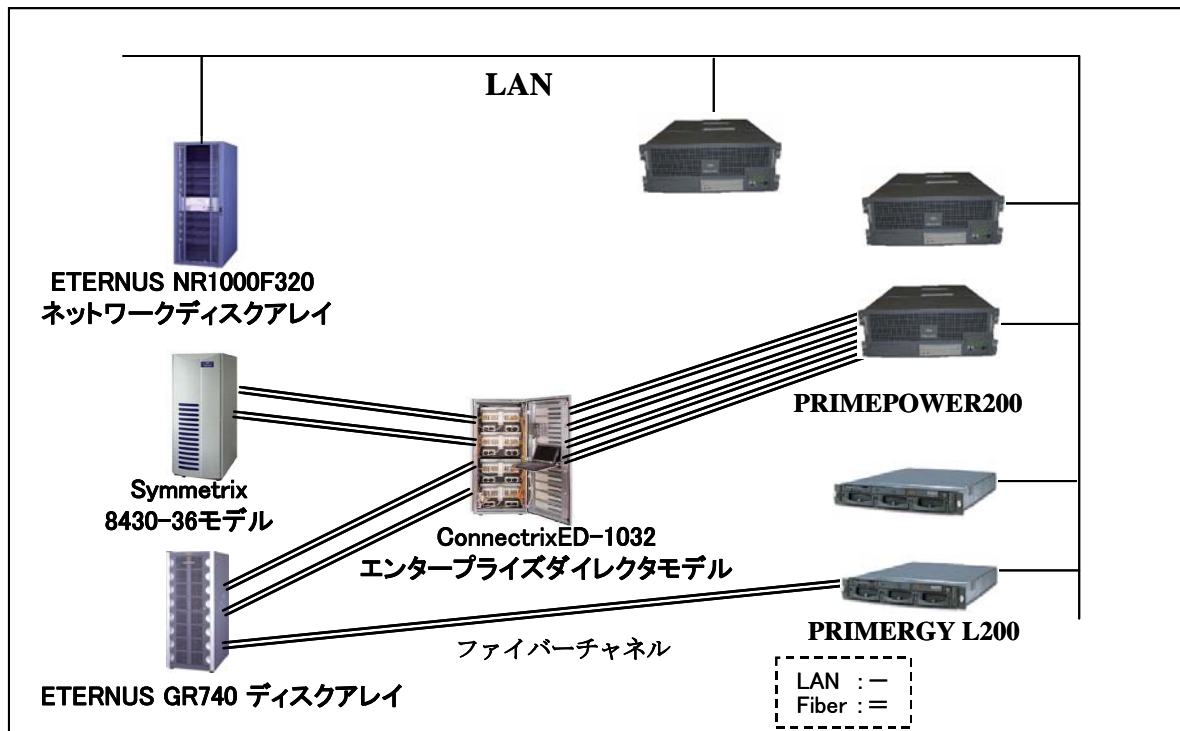 LAN
ETERNUS NR1000F320
ネットワークディスクアレイ
PRIMEPOWER200
Symmetrix
8430-36モデル
ConnectrixED-1032
エンタープライズダイレクタモデル
PRIMERGY L200
ファイバーチャネル
ETERNUS GR740 ディスクアレイ
LAN : －
Fiber : ＝